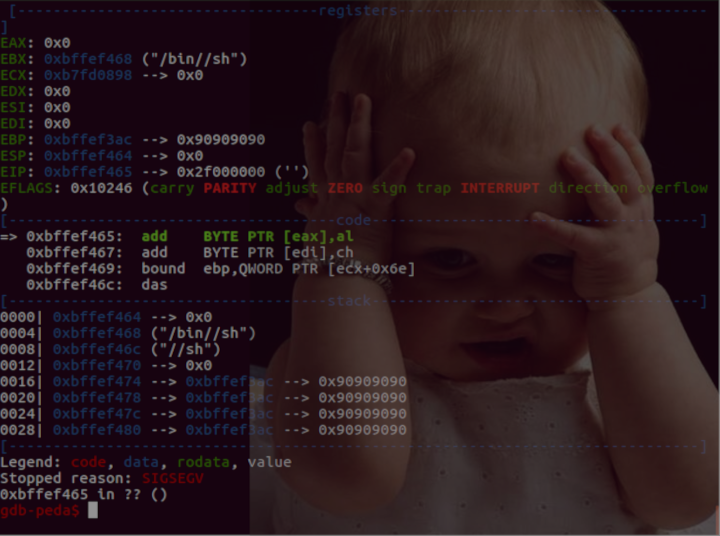 [----------------------------------registers-----------------------------------
]
EAX: 0x0
EBX: 0xbffef468 ("/bin//sh")
ECX: 0xb7fd0898 --> 0x0
EDX: 0x0
ESI: 0x0
EDI: 0x0
EBP: 0xbffef3ac --> 0x90909090
ESP: 0xbffef464 --> 0x0
EIP: 0xbffef465 --> 0x2f000000 ('')
EFLAGS: 0x10246 (carry PARITY adjust ZERO sign trap INTERRUPT direction overflow
)
[-------------------------------------code-------------------------------------]
=> 0xbffef465:  add    BYTE PTR [eax],al
   0xbffef467:  add    BYTE PTR [edi],ch
   0xbffef469:  bound  ebp,QWORD PTR [ecx+0x6e]
   0xbffef46c:  das
[------------------------------------stack-------------------------------------]
0000| 0xbffef464 --> 0x0
0004| 0xbffef468 ("/bin//sh")
0008| 0xbffef46c ("//sh")
0012| 0xbffef470 --> 0x0
0016| 0xbffef474 --> 0xbffef3ac --> 0x90909090
0020| 0xbffef478 --> 0xbffef3ac --> 0x90909090
0024| 0xbffef47c --> 0xbffef3ac --> 0x90909090
0028| 0xbffef480 --> 0xbffef3ac --> 0x90909090
[------------------------------------------------------------------------------]
Legend: code, data, rodata, value
Stopped reason: SIGSEGV
0xbffef465 in ?? ()
gdb-peda$